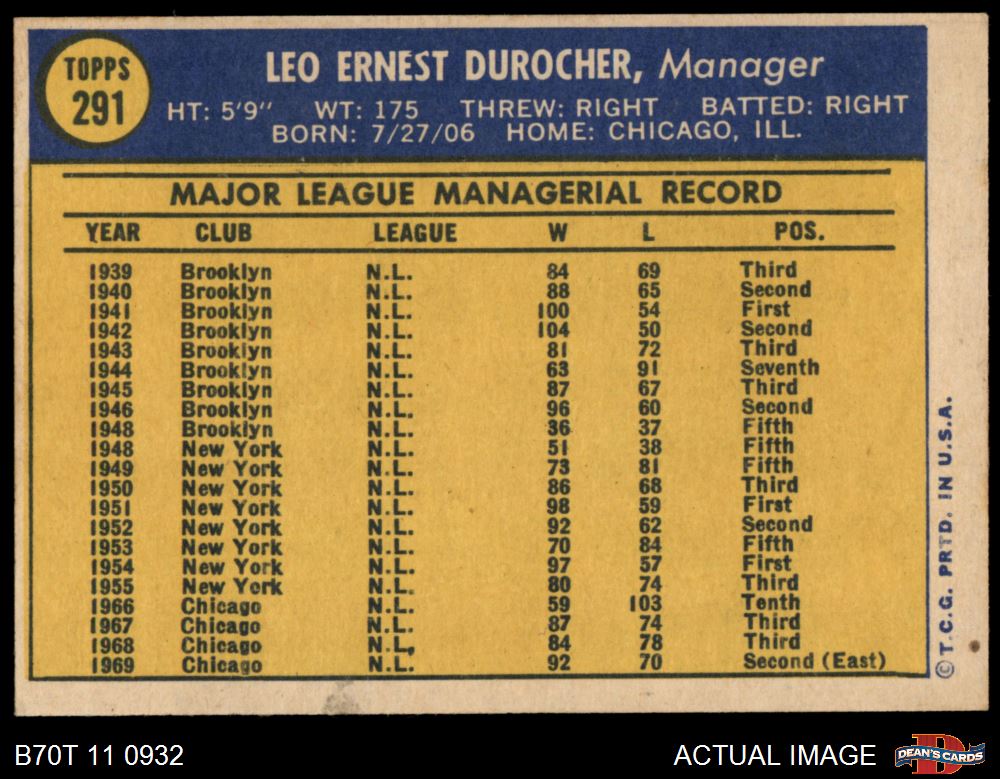 TOPPS
291
LEO ERNEST DUROCHER, Manager
HT: 5'9" WT: 175 THREW: RIGHT BATTED: RIGHT
BORN: 7/27/06 HOME: CHICAGO, ILL.
MAJOR LEAGUE MANAGERIAL RECORD
YEAR CLUB LEAGUE W L POS.
1939 Brooklyn N.L. 84 69 Third
1940 Brooklyn N.L. 88 65 Second
1941 Brooklyn N.L. 100 54 First
1942 Brooklyn N.L. 104 50 Second
1943 Brooklyn N.L. 81 72 Third
1944 Brooklyn N.L. 63 91 Seventh
1945 Brooklyn N.L. 87 67 Third
1946 Brooklyn N.L. 96 60 Second
1948 Brooklyn N.L. 36 37 Fifth
1948 New York N.L. 51 38 Fifth
1949 New York N.L. 73 81 Fifth
1950 New York N.L. 86 68 Third
1951 New York N.L. 98 59 First
1952 New York N.L. 92 62 Second
1953 New York N.L. 70 84 Fifth
1954 New York N.L. 97 57 First
1955 New York N.L. 80 74 Third
1966 Chicago N.L. 59 103 Tenth
1967 Chicago N.L. 87 74 Third
1968 Chicago N.L. 84 78 Third
1969 Chicago N.L. 92 70 Second (East)
© T.C.G. PRTD. IN U.S.A.
B70T 11 0932 ACTUAL IMAGE
DEAN'S CARDS